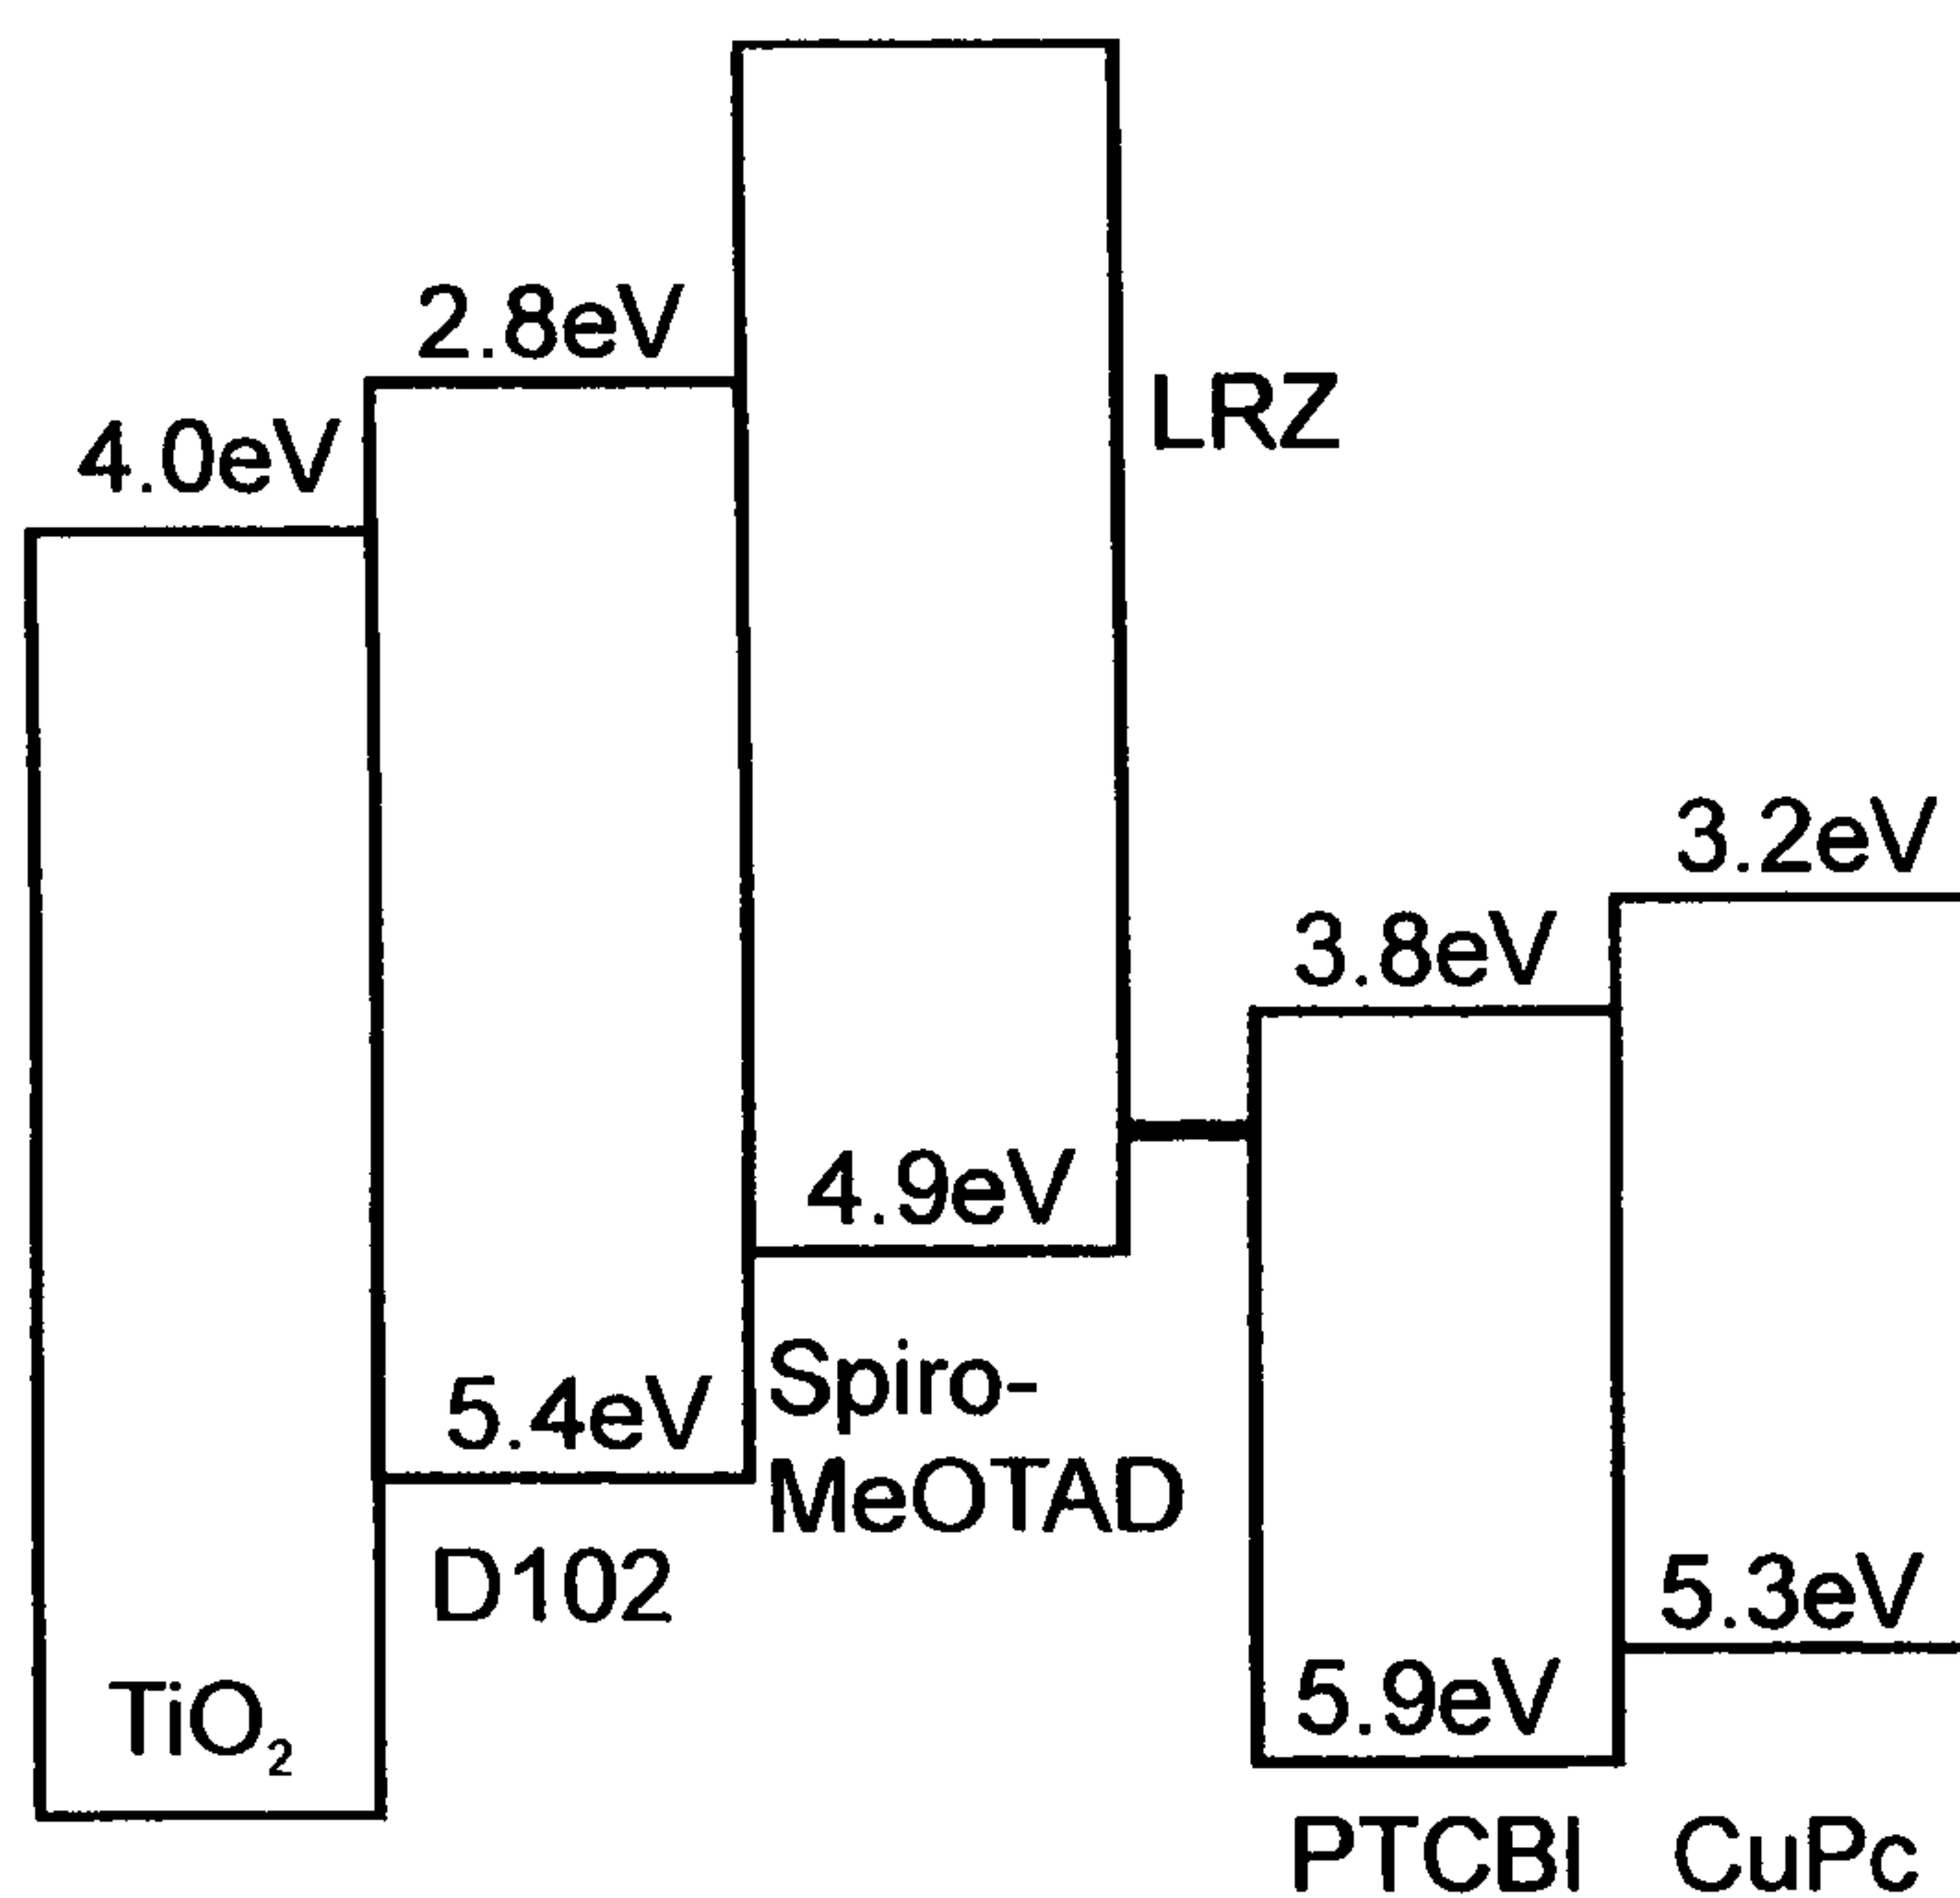 2.8eV
4.0eV
LRZ
3.2eV
3.8eV
4.9eV
5.4eV
Spiro-
MeOTAD
D102
TiO₂
5.3eV
5.9eV
PTCBI
CuPc